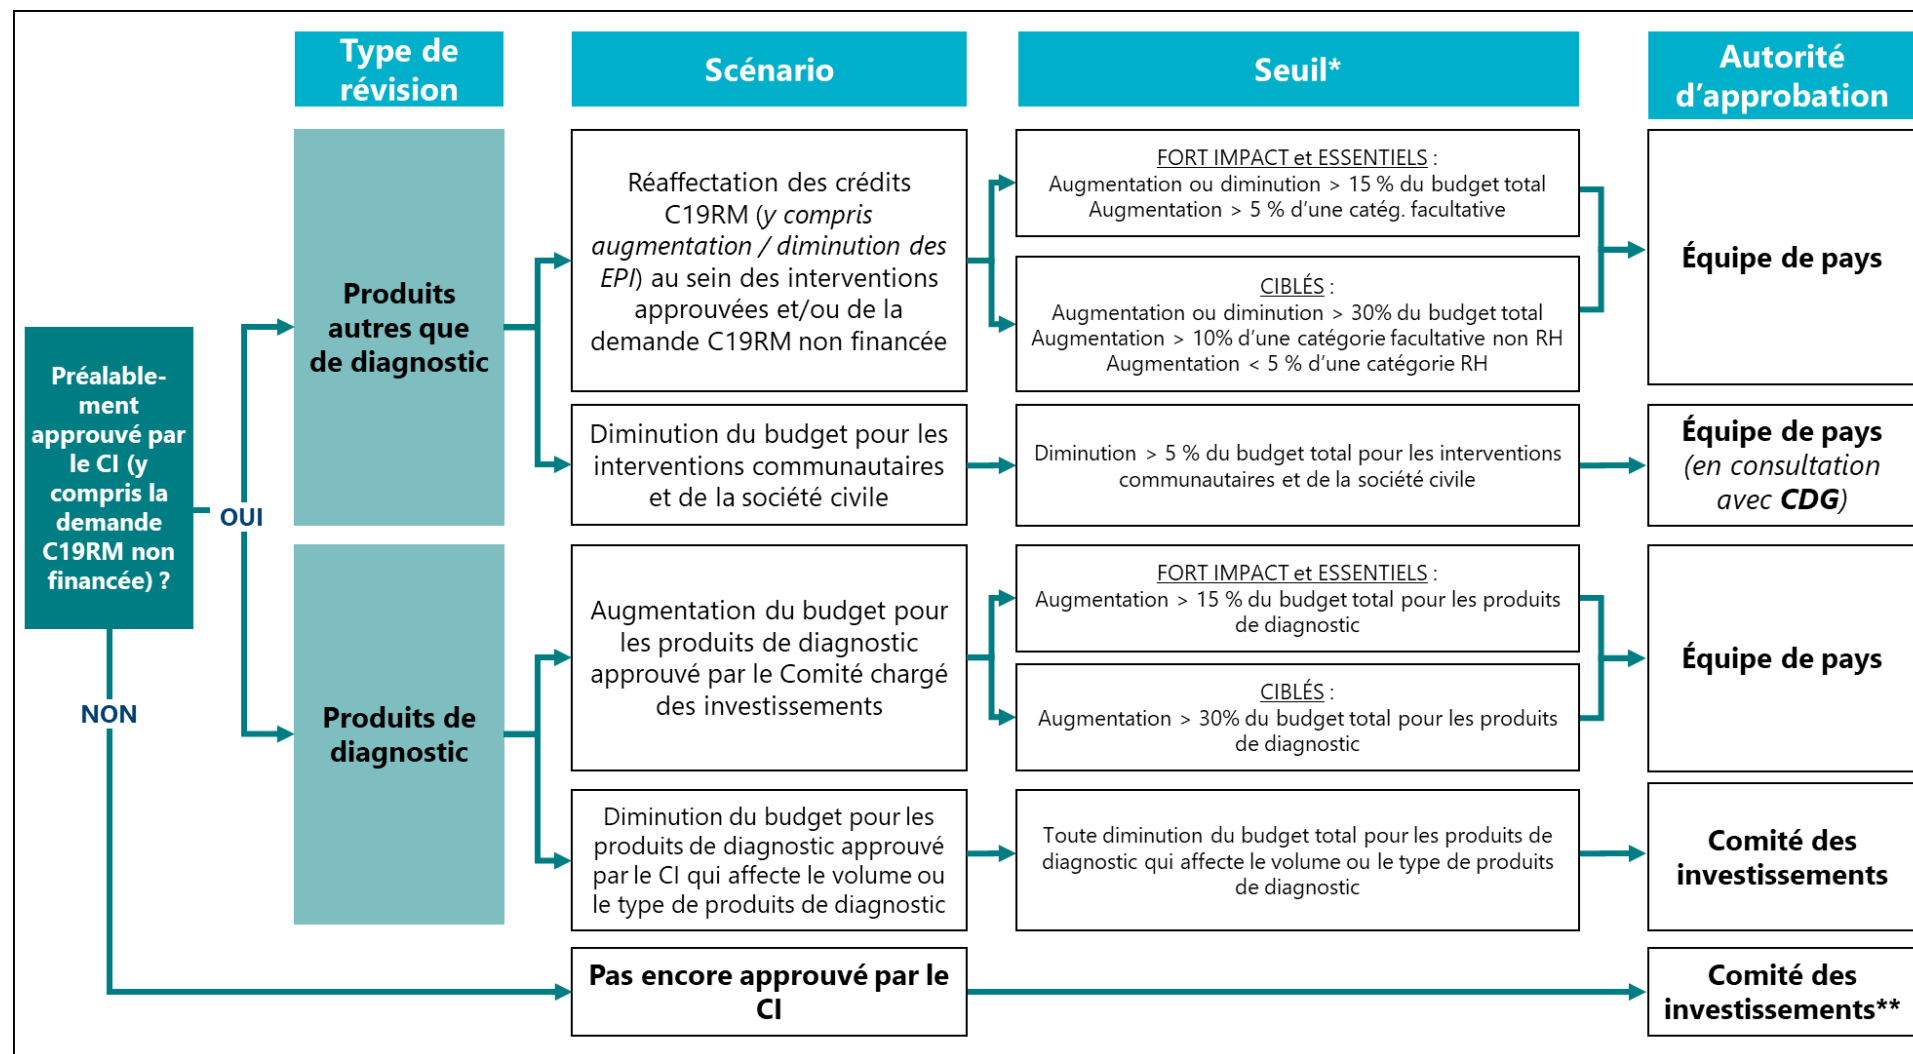 Type de
révision
Scénario
Seuil*
Autorité
d’approbation
Préalable-
ment
approuvé par
le CI (y
compris la
demande
C19RM non
financée) ?
OUI
NON
Produits
autres que
de diagnostic
Réaffectation des crédits
C19RM (y compris
augmentation / diminution des
EPI) au sein des interventions
approuvées et/ou de la
demande C19RM non financée
FORT IMPACT et ESSENTIELS :
Augmentation ou diminution > 15 % du budget total
Augmentation > 5 % d’une catég. facultative
CIBLÉS :
Augmentation ou diminution > 30% du budget total
Augmentation > 10% d’une catégorie facultative non RH
Augmentation < 5 % d’une catégorie RH
Équipe de pays
Diminution du budget pour les
interventions communautaires
et de la société civile
Diminution > 5 % du budget total pour les interventions
communautaires et de la société civile
Équipe de pays
(en consultation
avec CDG)
Produits de
diagnostic
Augmentation du budget pour
les produits de diagnostic
approuvé par le Comité chargé
des investissements
FORT IMPACT et ESSENTIELS :
Augmentation > 15 % du budget total pour les produits
de diagnostic
CIBLÉS :
Augmentation > 30% du budget total pour les produits
de diagnostic
Équipe de pays
Diminution du budget pour les
produits de diagnostic approuvé
par le CI qui affecte le volume ou
le type de produits de diagnostic
Toute diminution du budget total pour les produits de
diagnostic qui affecte le volume ou le type de produits
de diagnostic
Comité des
investissements
Pas encore approuvé par le
CI
Comité des
investissements**